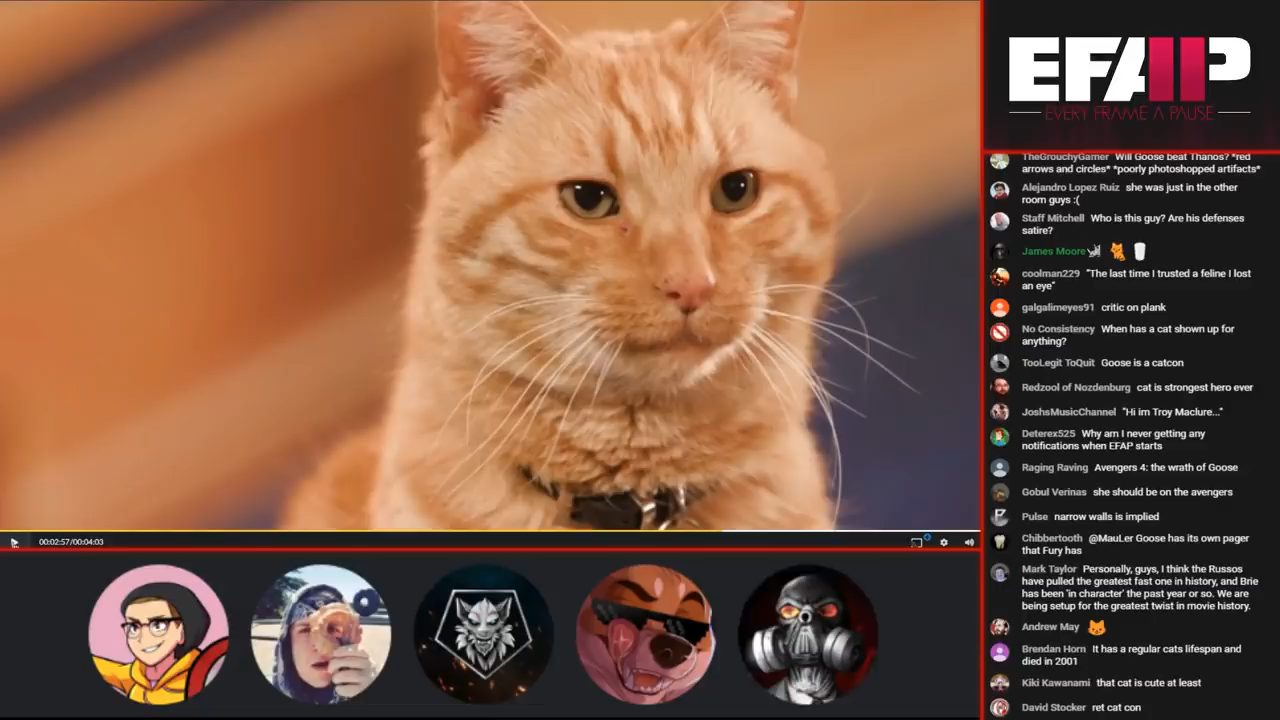 EFAP
EVERY FRAME A PAUSE
TheGrouchyGamer Will Goose beat Thanos? *red
arrows and circles* *poorly photoshopped artifacts*
Alejandro Lopez Ruiz she was just in the other
room guys :(
Staff Mitchell Who is this guy? Are his defenses
satire?
James Moore
coolman229 "The last time I trusted a feline I lost
an eye"
galgalimeyes91 critic on plank
No Consistency When has a cat shown up for
anything?
TooLegit ToQuit Goose is a catcon
Redzool of Nozdenburg cat is strongest hero ever
JoshsMusicChannel "Hi im Troy Maclure..."
Deterex525 Why am I never getting any
notifications when EFAP starts
Raging Raving Avengers 4: the wrath of Goose
Gobul Verinas she should be on the avengers
Pulse narrow walls is implied
Chibbertooth @MauLer Goose has its own pager
that Fury has
Mark Taylor Personally, guys, I think the Russos
have pulled the greatest fast one in history, and Brie
has been 'in character' the past year or so. We are
being setup for the greatest twist in movie history.
Andrew May
Brendan Horn It has a regular cats lifespan and
died in 2001
Kiki Kawanami that cat is cute at least
David Stocker ret cat con
00:02:57/00:04:03